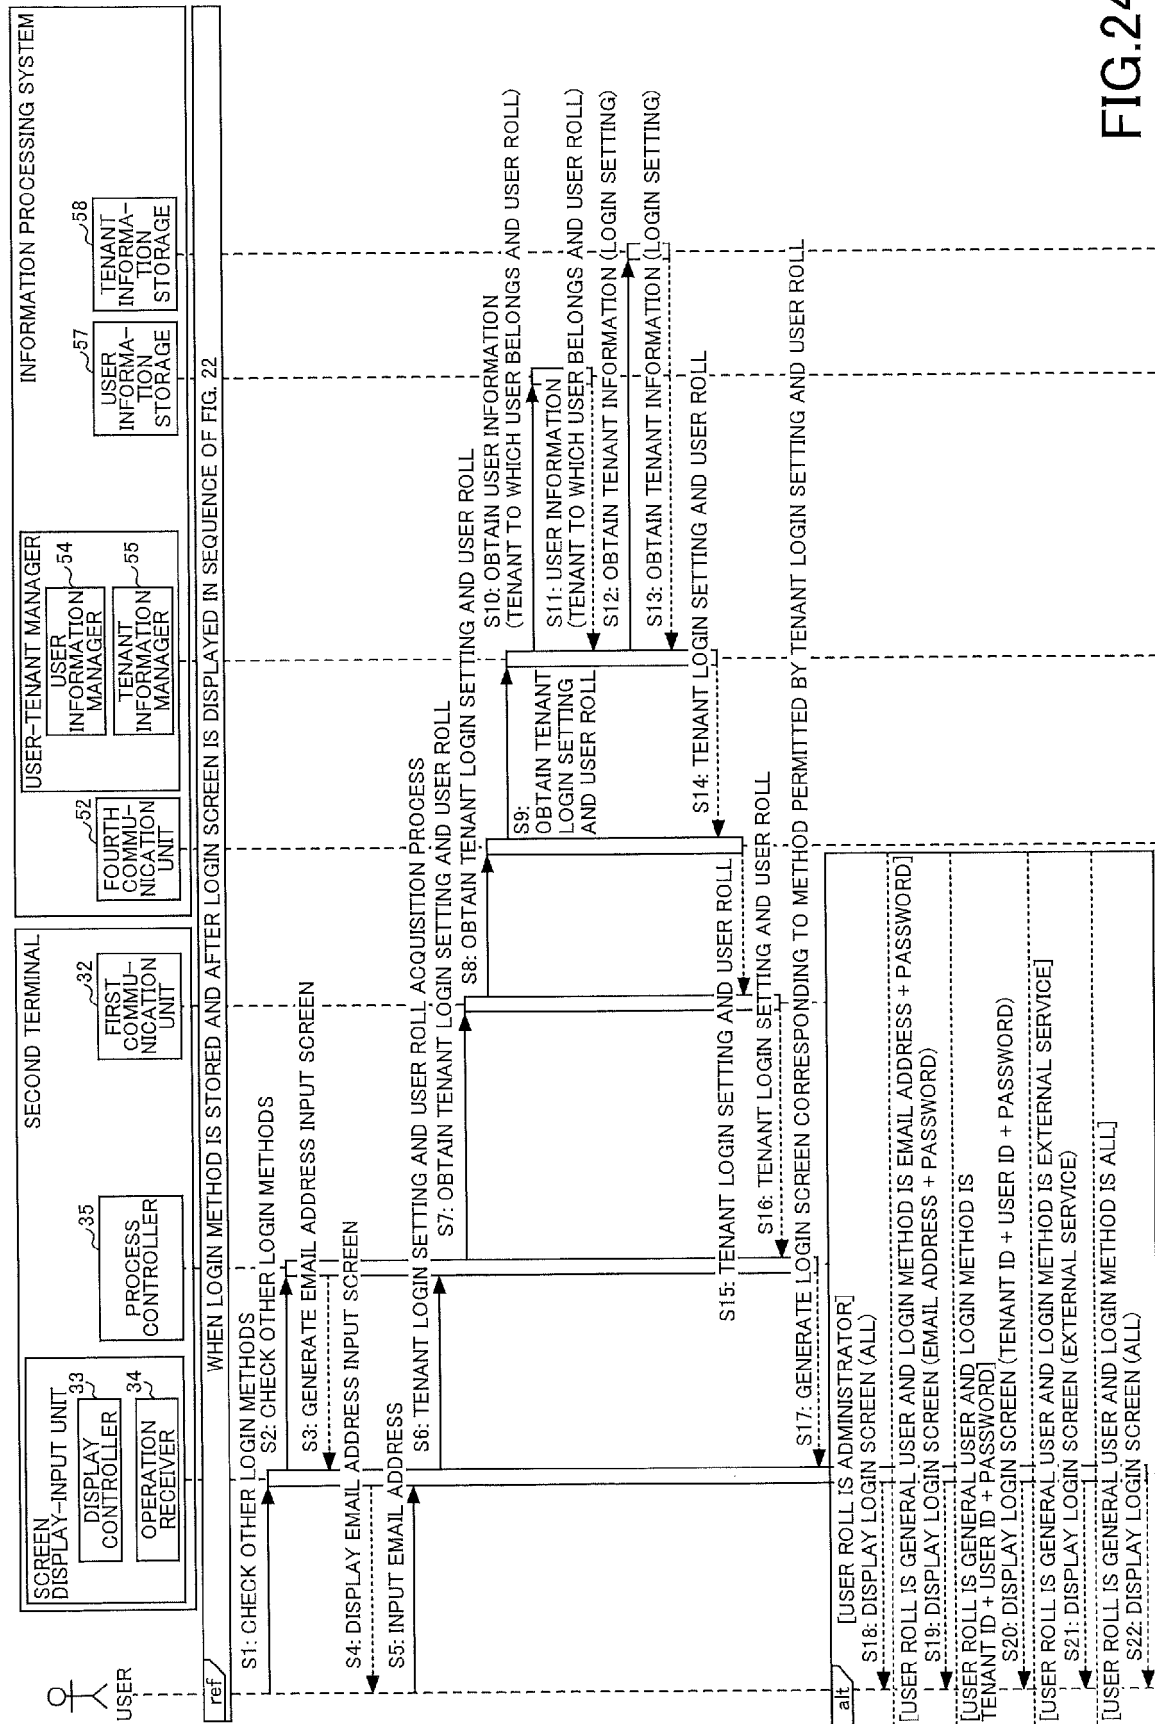 USER
SECOND TERMINAL
SCREEN
DISPLAY-INPUT UNIT
33
DISPLAY
CONTROLLER
34
OPERATION
RECEIVER
35
PROCESS
CONTROLLER
32
FIRST
COMMU-
NICATION
UNIT
INFORMATION PROCESSING SYSTEM
52
FOURTH
COMMU-
NICATION
UNIT
USER-TENANT MANAGER
54
USER
INFORMATION
MANAGER
55
TENANT
INFORMATION
MANAGER
57
USER
INFORMA-
TION
STORAGE
58
TENANT
INFORMA-
TION
STORAGE
ref
WHEN LOGIN METHOD IS STORED AND AFTER LOGIN SCREEN IS DISPLAYED IN SEQUENCE OF FIG. 22
S1: CHECK OTHER LOGIN METHODS
S2: CHECK OTHER LOGIN METHODS
S3: GENERATE EMAIL ADDRESS INPUT SCREEN
S4: DISPLAY EMAIL ADDRESS INPUT SCREEN
S5: INPUT EMAIL ADDRESS
S6: TENANT LOGIN SETTING AND USER ROLL ACQUISITION PROCESS
S7: OBTAIN TENANT LOGIN SETTING AND USER ROLL
S8: OBTAIN TENANT LOGIN SETTING AND USER ROLL
S9:
OBTAIN TENANT
LOGIN SETTING
AND USER ROLL
S10: OBTAIN USER INFORMATION
(TENANT TO WHICH USER BELONGS AND USER ROLL)
S11: USER INFORMATION
(TENANT TO WHICH USER BELONGS AND USER ROLL)
S12: OBTAIN TENANT INFORMATION (LOGIN SETTING)
S13: OBTAIN TENANT INFORMATION (LOGIN SETTING)
S14: TENANT LOGIN SETTING AND USER ROLL
S15: TENANT LOGIN SETTING AND USER ROLL
S16: TENANT LOGIN SETTING AND USER ROLL
S17: GENERATE LOGIN SCREEN CORRESPONDING TO METHOD PERMITTED BY TENANT LOGIN SETTING AND USER ROLL
alt
[USER ROLL IS ADMINISTRATOR]
S18: DISPLAY LOGIN SCREEN (ALL)
[USER ROLL IS GENERAL USER AND LOGIN METHOD IS EMAIL ADDRESS + PASSWORD]
S19: DISPLAY LOGIN SCREEN (EMAIL ADDRESS + PASSWORD)
[USER ROLL IS GENERAL USER AND LOGIN METHOD IS
TENANT ID + USER ID + PASSWORD]
S20: DISPLAY LOGIN SCREEN (TENANT ID + USER ID + PASSWORD)
[USER ROLL IS GENERAL USER AND LOGIN METHOD IS EXTERNAL SERVICE]
S21: DISPLAY LOGIN SCREEN (EXTERNAL SERVICE)
[USER ROLL IS GENERAL USER AND LOGIN METHOD IS ALL]
S22: DISPLAY LOGIN SCREEN (ALL)
FIG.24